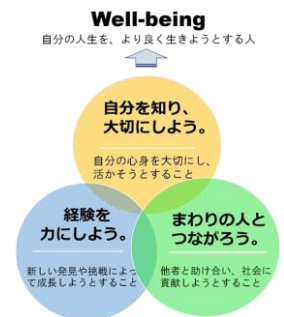 Well-being
自分の人生を、より良く生きようとする人
自分を知り、
大切にしよう。
自分の心身を大切にし、
活かそうとすること
経験を
力にしよう。
新しい発見や挑戦によっ
て成長しようとすること
まわりの人と
つながろう。
他者と助け合い、社会に
貢献しようとすること